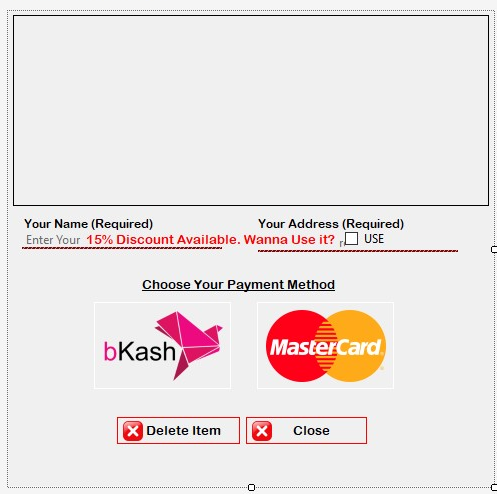 Your Name (Required) Your Address (Required)
Enter Your 15% Discount Available. Wanna Use it? USE
Choose Your Payment Method
bKash MasterCard
Delete Item Close